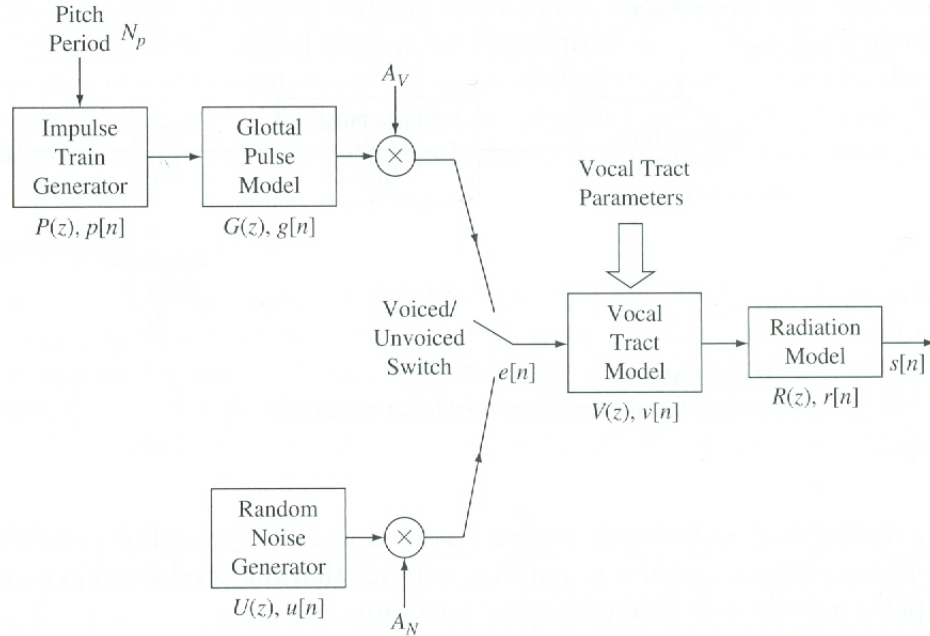 Pitch
Period N_p
Impulse
Train
Generator
P(z), p[n]
Glottal
Pulse
Model
G(z), g[n]
A_V
×
Vocal Tract
Parameters
Voiced/
Unvoiced
Switch
e[n]
Vocal
Tract
Model
V(z), v[n]
Radiation
Model
R(z), r[n]
s[n]
Random
Noise
Generator
U(z), u[n]
×
A_N